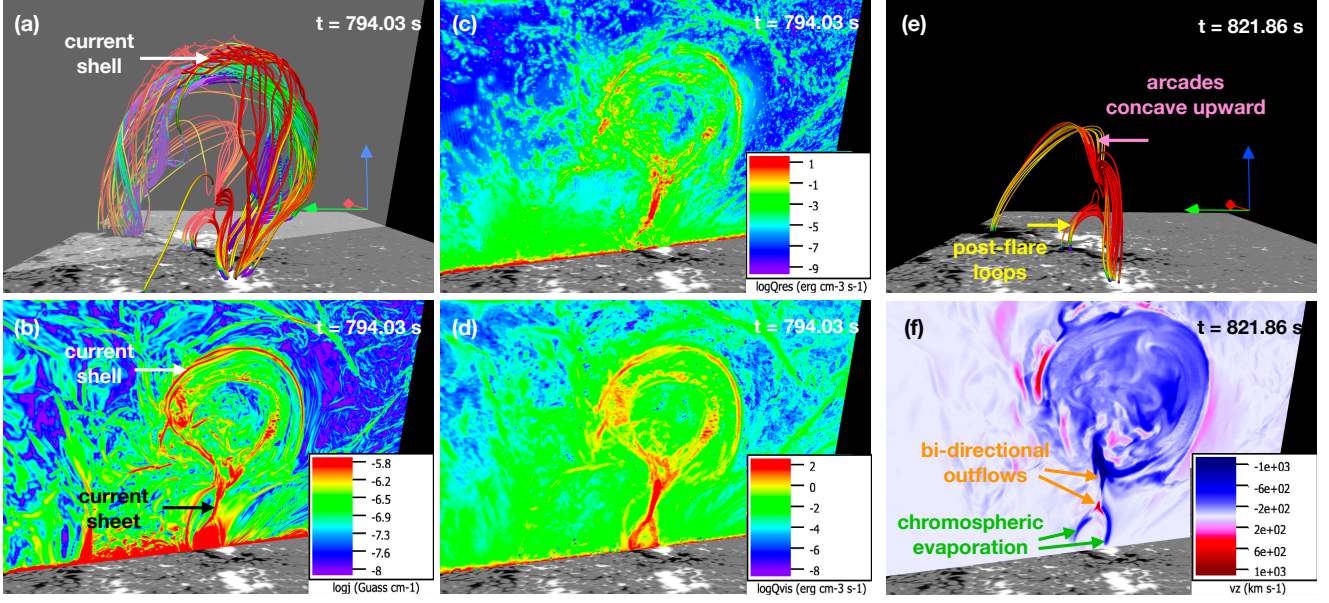 (a)
t = 794.03 s
current
shell
(c)
t = 794.03 s
1
-1
-3
-5
-7
-9
logQres (erg cm-3 s-1)
(e)
t = 821.86 s
arcades
concave upward
post-flare
loops
(b)
t = 794.03 s
current
shell
current
sheet
-5.8
-6.2
-6.5
-6.9
-7.3
-7.6
-8
logj (Guass cm-1)
(d)
t = 794.03 s
2
0
-2
-4
-6
-8
logQvis (erg cm-3 s-1)
(f)
t = 821.86 s
bi-directional
outflows
chromospheric
evaporation
-1e+03
-6e+02
-2e+02
2e+02
6e+02
1e+03
vz (km s-1)